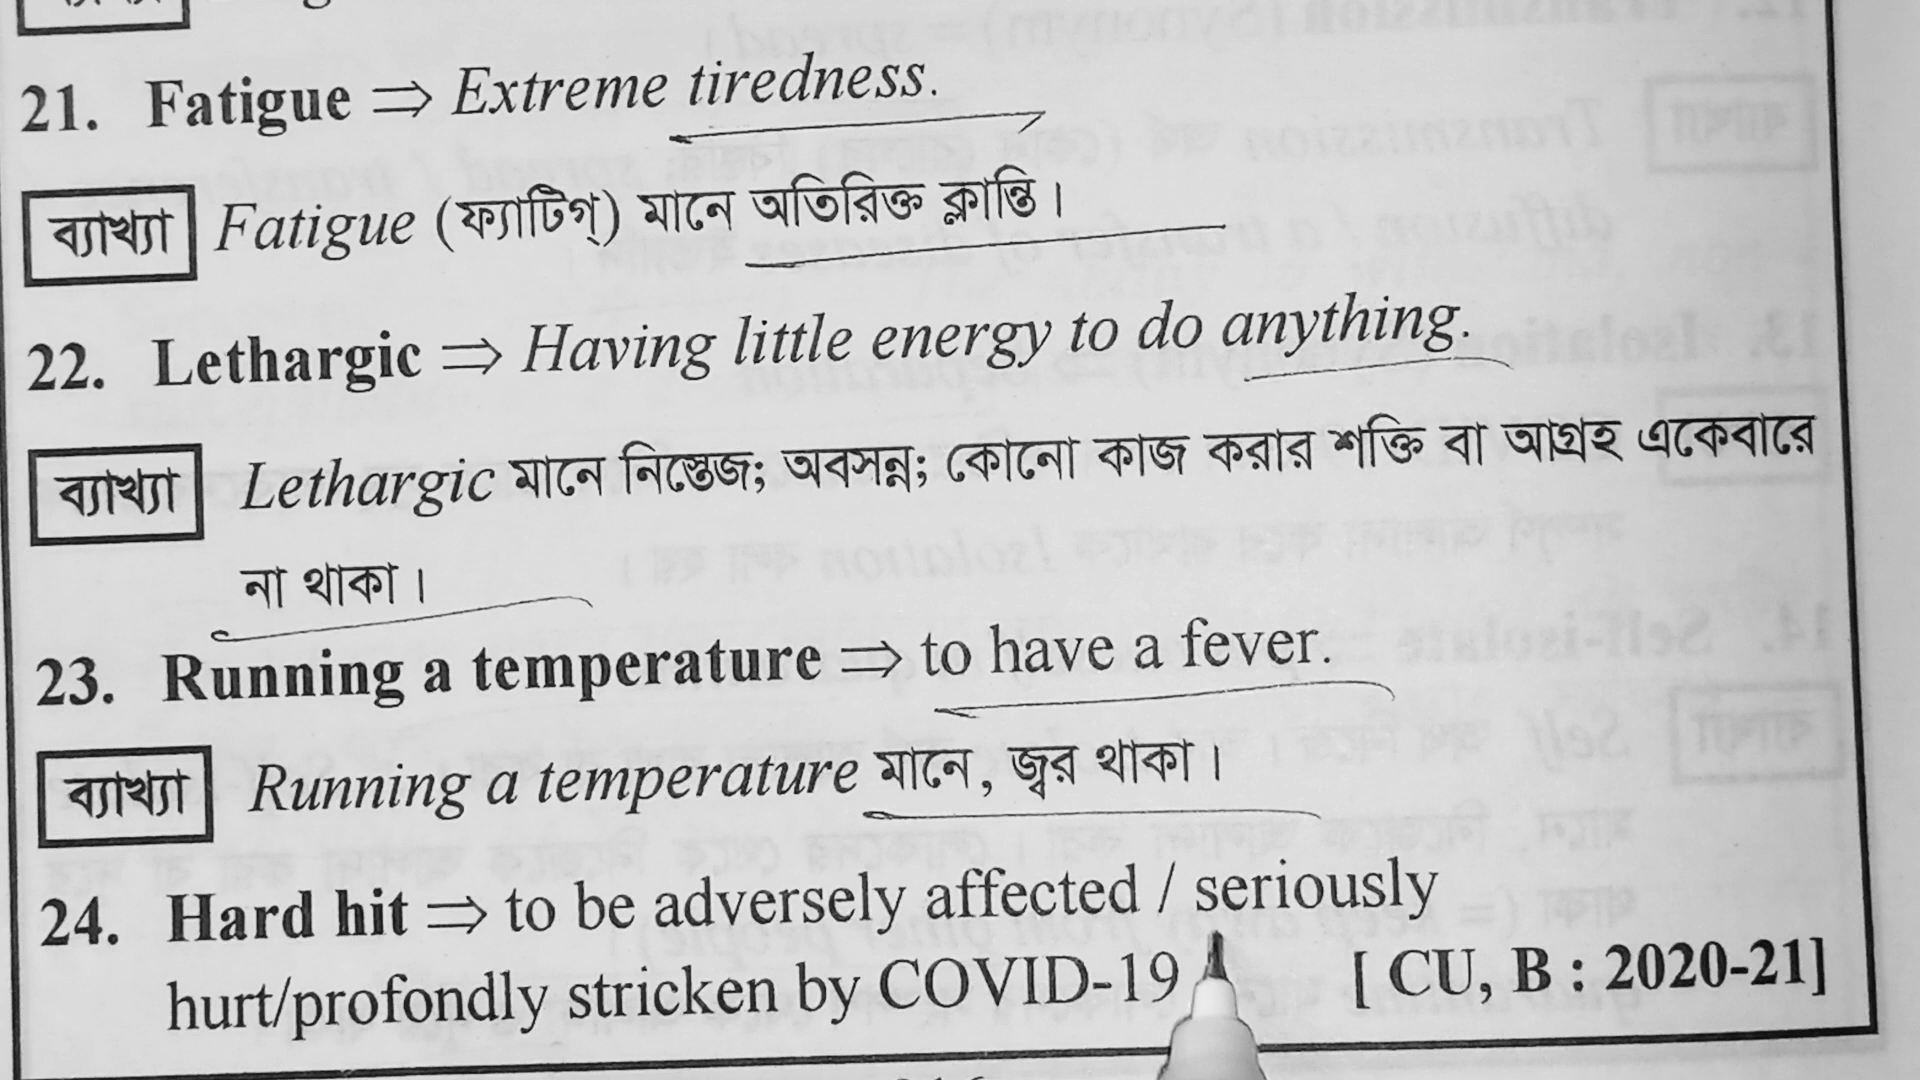 21. Fatigue ⇒ Extreme tiredness.
ব্যাখ্যা Fatigue (ফ্যাটিগ্) মানে অতিরিক্ত ক্লান্তি।
22. Lethargic ⇒ Having little energy to do anything.
ব্যাখ্যা Lethargic মানে নিস্তেজ; অবসন্ন; কোনো কাজ করার শক্তি বা আগ্রহ একেবারে
না থাকা।
23. Running a temperature ⇒ to have a fever.
ব্যাখ্যা Running a temperature মানে, জ্বর থাকা।
24. Hard hit ⇒ to be adversely affected / seriously
hurt/profondly stricken by COVID-19 [ CU, B : 2020-21]